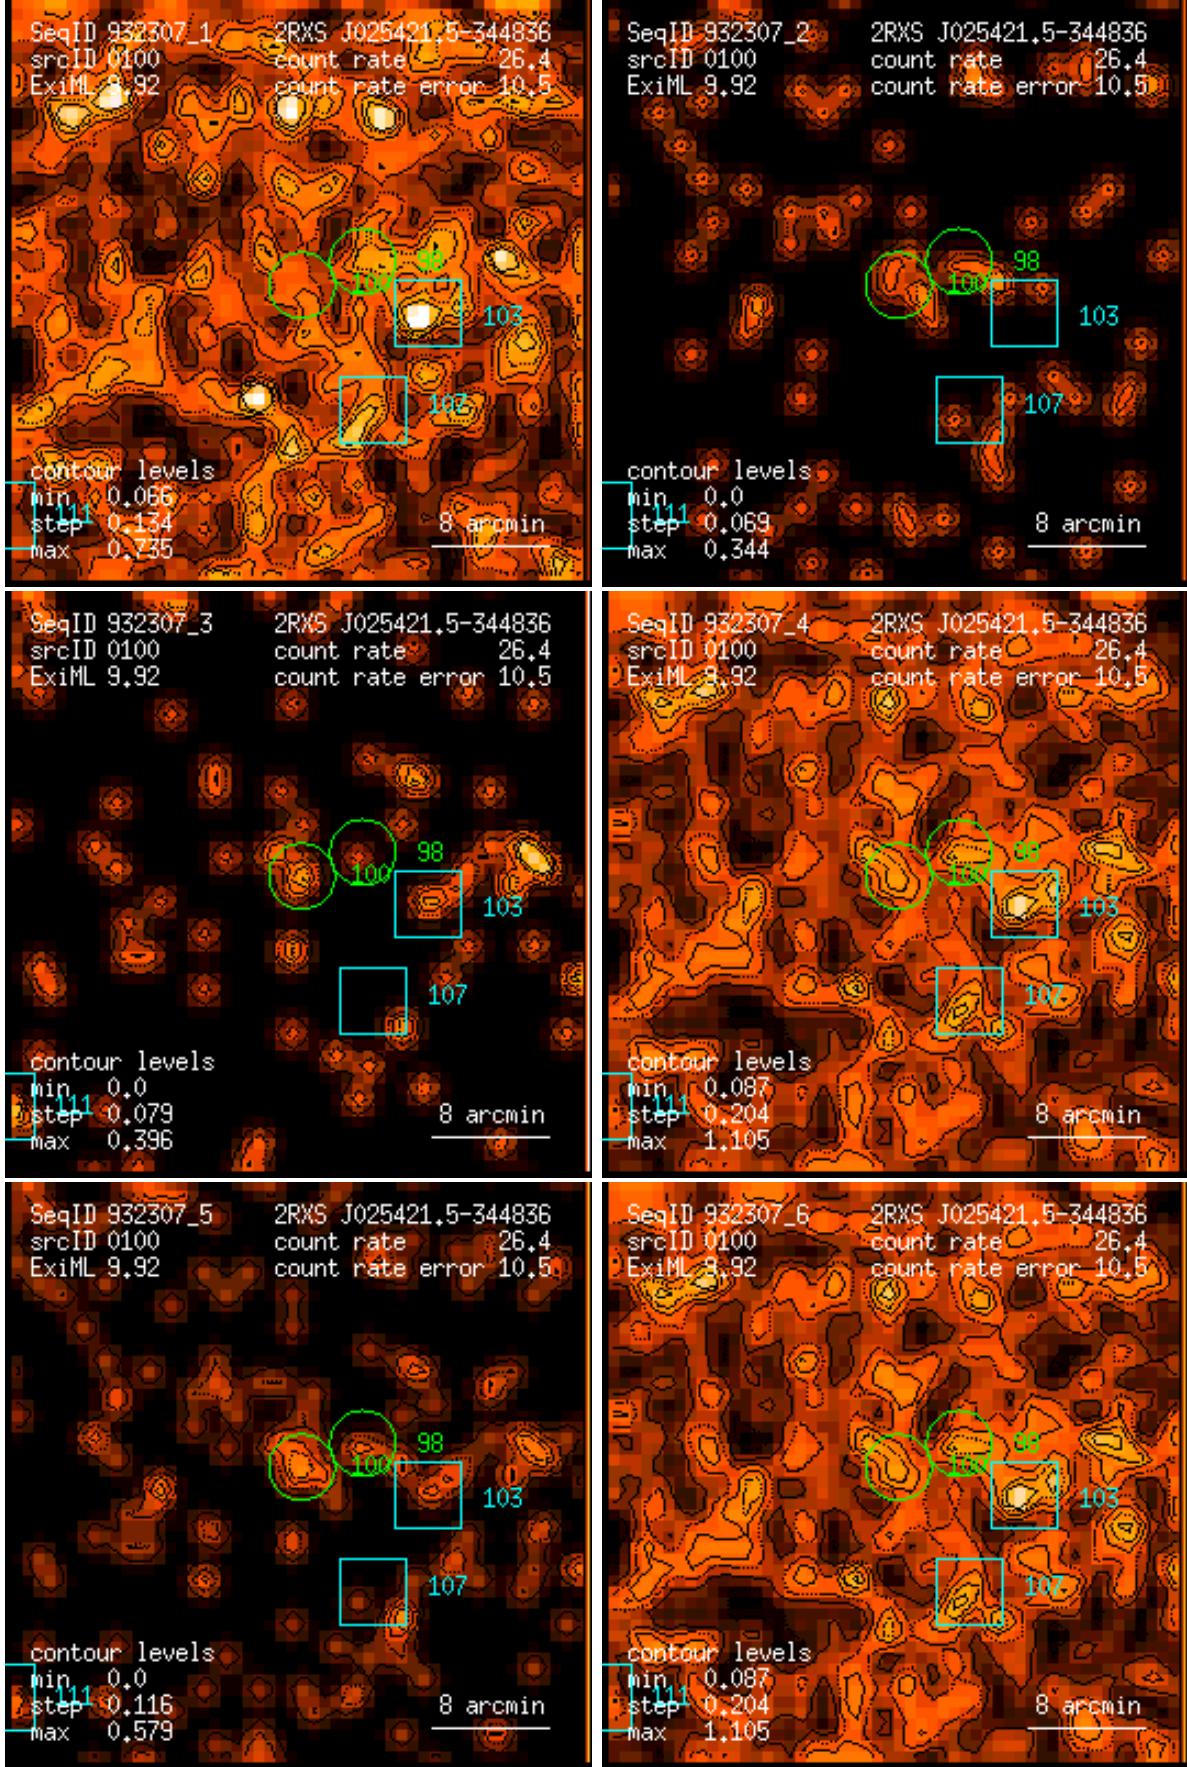 SeqID 932307_1 2RXS J025421.5-344836
srcID 0100 count rate 26.4
ExiML 9.92 count rate error 10.5
98
100
103
107
contour levels
min 0.066
111
step 0.134
8 arcmin
max 0.735
SeqID 932307_2 2RXS J025421.5-344836
srcID 0100 count rate 26.4
ExiML 9.92 count rate error 10.5
98
100
103
107
contour levels
min 0.0
111
step 0.069
8 arcmin
max 0.344
SeqID 932307_3 2RXS J025421.5-344836
srcID 0100 count rate 26.4
ExiML 9.92 count rate error 10.5
98
100
103
107
contour levels
min 0.0
111
step 0.079
8 arcmin
max 0.396
SeqID 932307_4 2RXS J025421.5-344836
srcID 0100 count rate 26.4
ExiML 9.92 count rate error 10.5
98
100
103
107
contour levels
min 0.087
111
step 0.204
8 arcmin
max 1.105
SeqID 932307_5 2RXS J025421.5-344836
srcID 0100 count rate 26.4
ExiML 9.92 count rate error 10.5
98
100
103
107
contour levels
min 0.0
111
step 0.116
8 arcmin
max 0.579
SeqID 932307_6 2RXS J025421.5-344836
srcID 0100 count rate 26.4
ExiML 9.92 count rate error 10.5
98
100
103
107
contour levels
min 0.087
111
step 0.204
8 arcmin
max 1.105